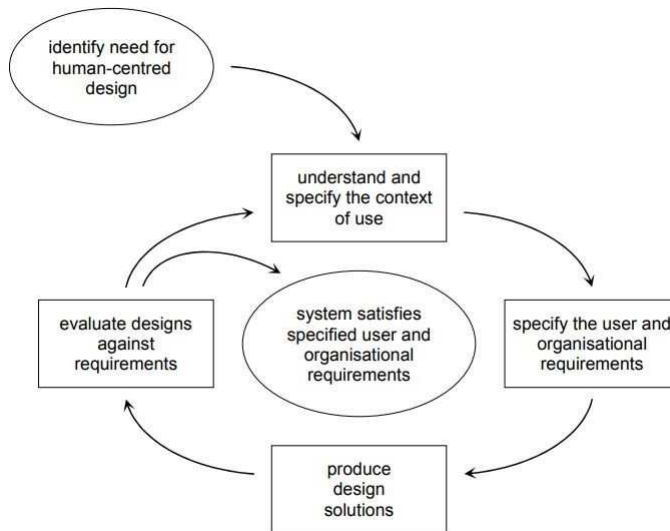 identify need for
human-centred
design
understand and
specify the context
of use
evaluate designs
against
requirements
system satisfies
specified user and
organisational
requirements
specify the user and
organisational
requirements
produce
design
solutions